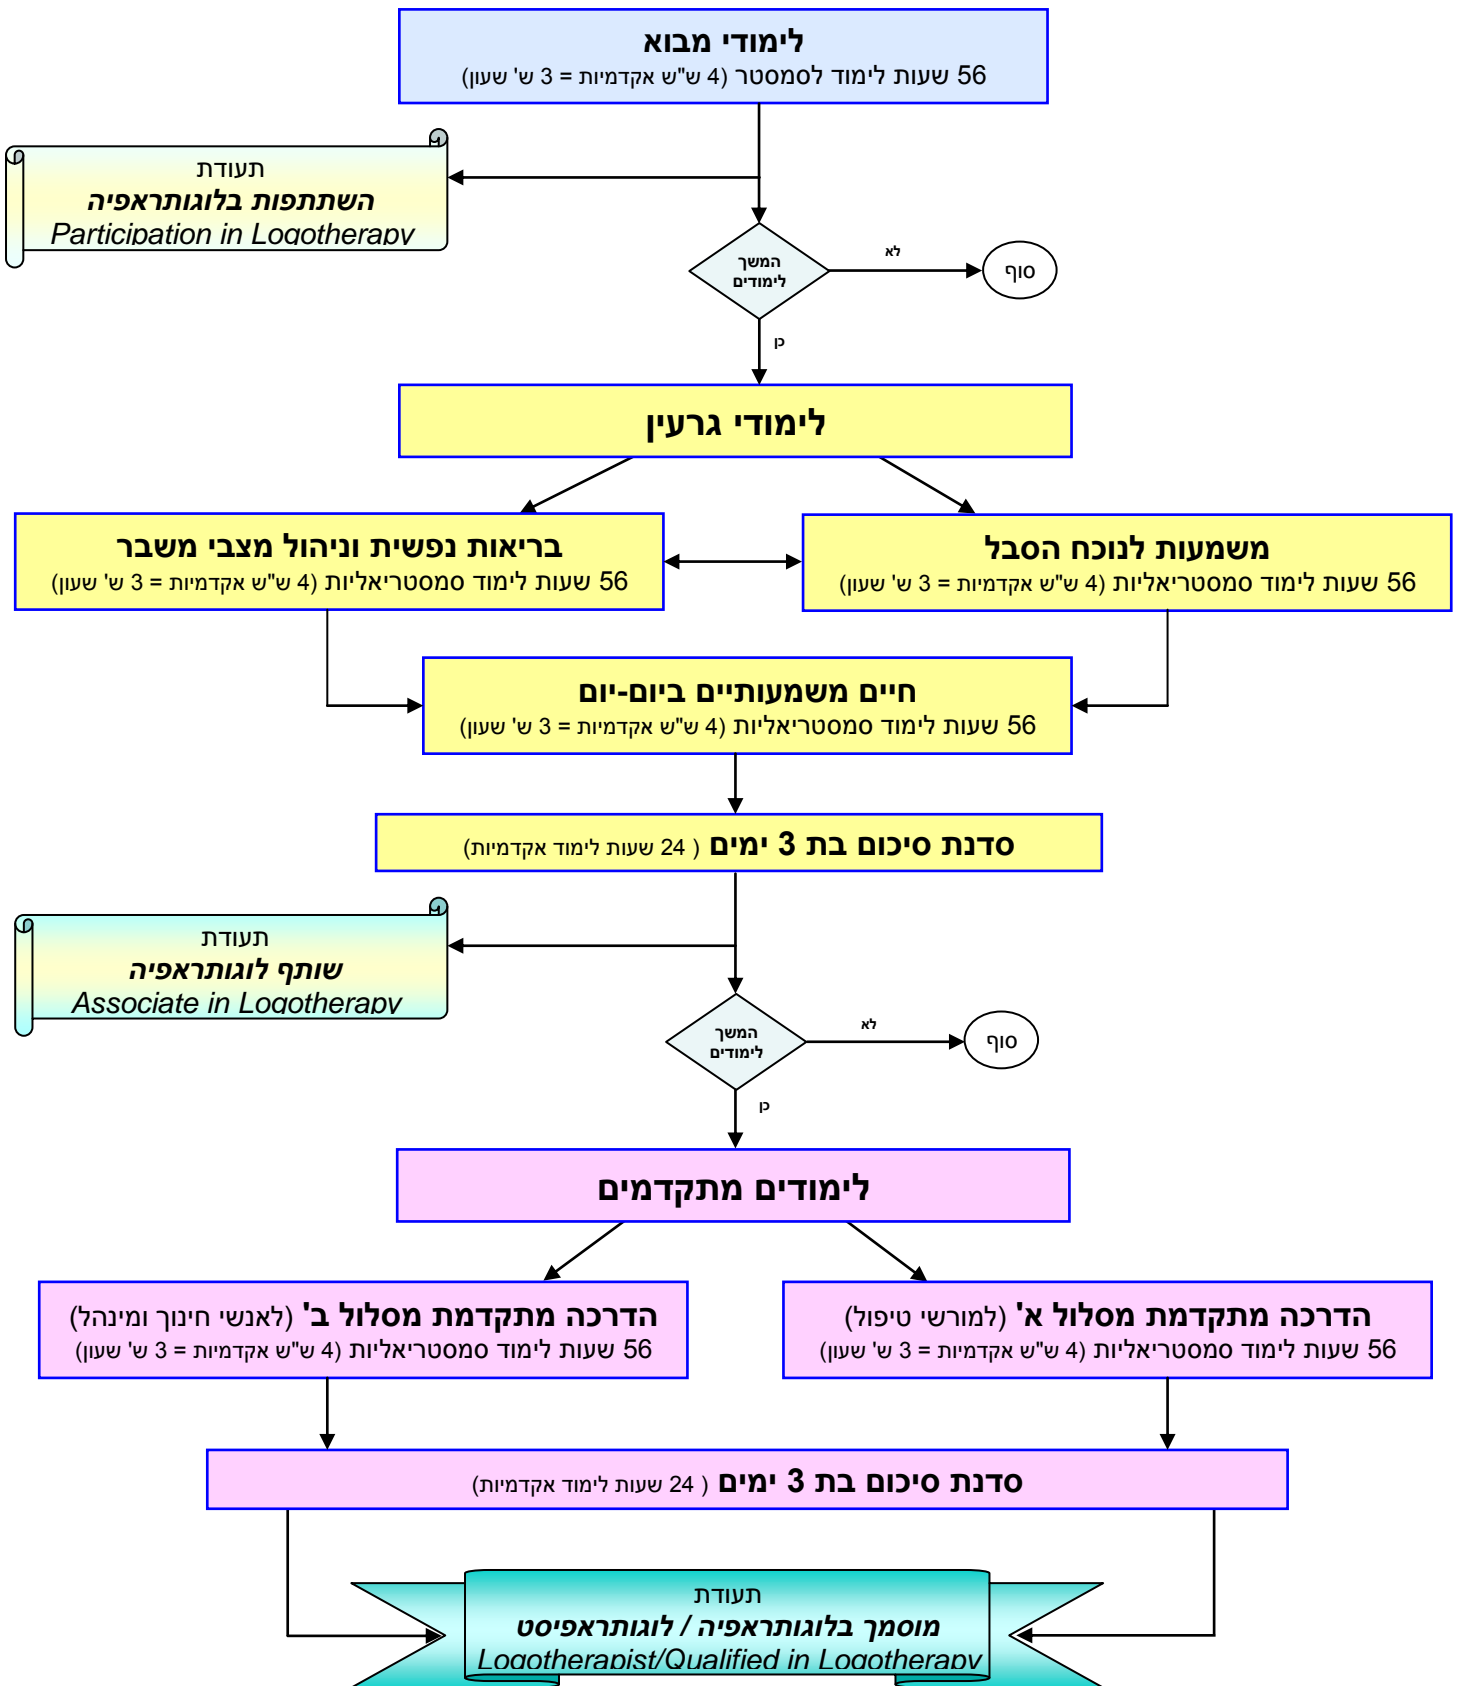 לימודי מבוא
56 שעות לימוד לסמסטר (4 ש"ש אקדמיות = 3 ש' שעון)
תעודת
השתתפות בלוגותראפיה
Participation in Logotherapy
המשך
לימודים
לא
סוף
כן
לימודי גרעין
משמעות לנוכח הסבל
56 שעות לימוד סמסטריאליות (4 ש"ש אקדמיות = 3 ש' שעון)
בריאות נפשית וניהול מצבי משבר
56 שעות לימוד סמסטריאליות (4 ש"ש אקדמיות = 3 ש' שעון)
חיים משמעותיים ביום-יום
56 שעות לימוד סמסטריאליות (4 ש"ש אקדמיות = 3 ש' שעון)
סדנת סיכום בת 3 ימים ( 24 שעות לימוד אקדמיות)
תעודת
שותף לוגותראפיה
Associate in Logotherapy
המשך
לימודים
לא
סוף
כן
לימודים מתקדמים
הדרכה מתקדמת מסלול א' (למורשי טיפול)
56 שעות לימוד סמסטריאליות (4 ש"ש אקדמיות = 3 ש' שעון)
הדרכה מתקדמת מסלול ב' (לאנשי חינוך ומינהל)
56 שעות לימוד סמסטריאליות (4 ש"ש אקדמיות = 3 ש' שעון)
סדנת סיכום בת 3 ימים ( 24 שעות לימוד אקדמיות)
תעודת
מוסמך בלוגותראפיה / לוגותראפיסט
Logotherapist/Qualified in Logotherapy